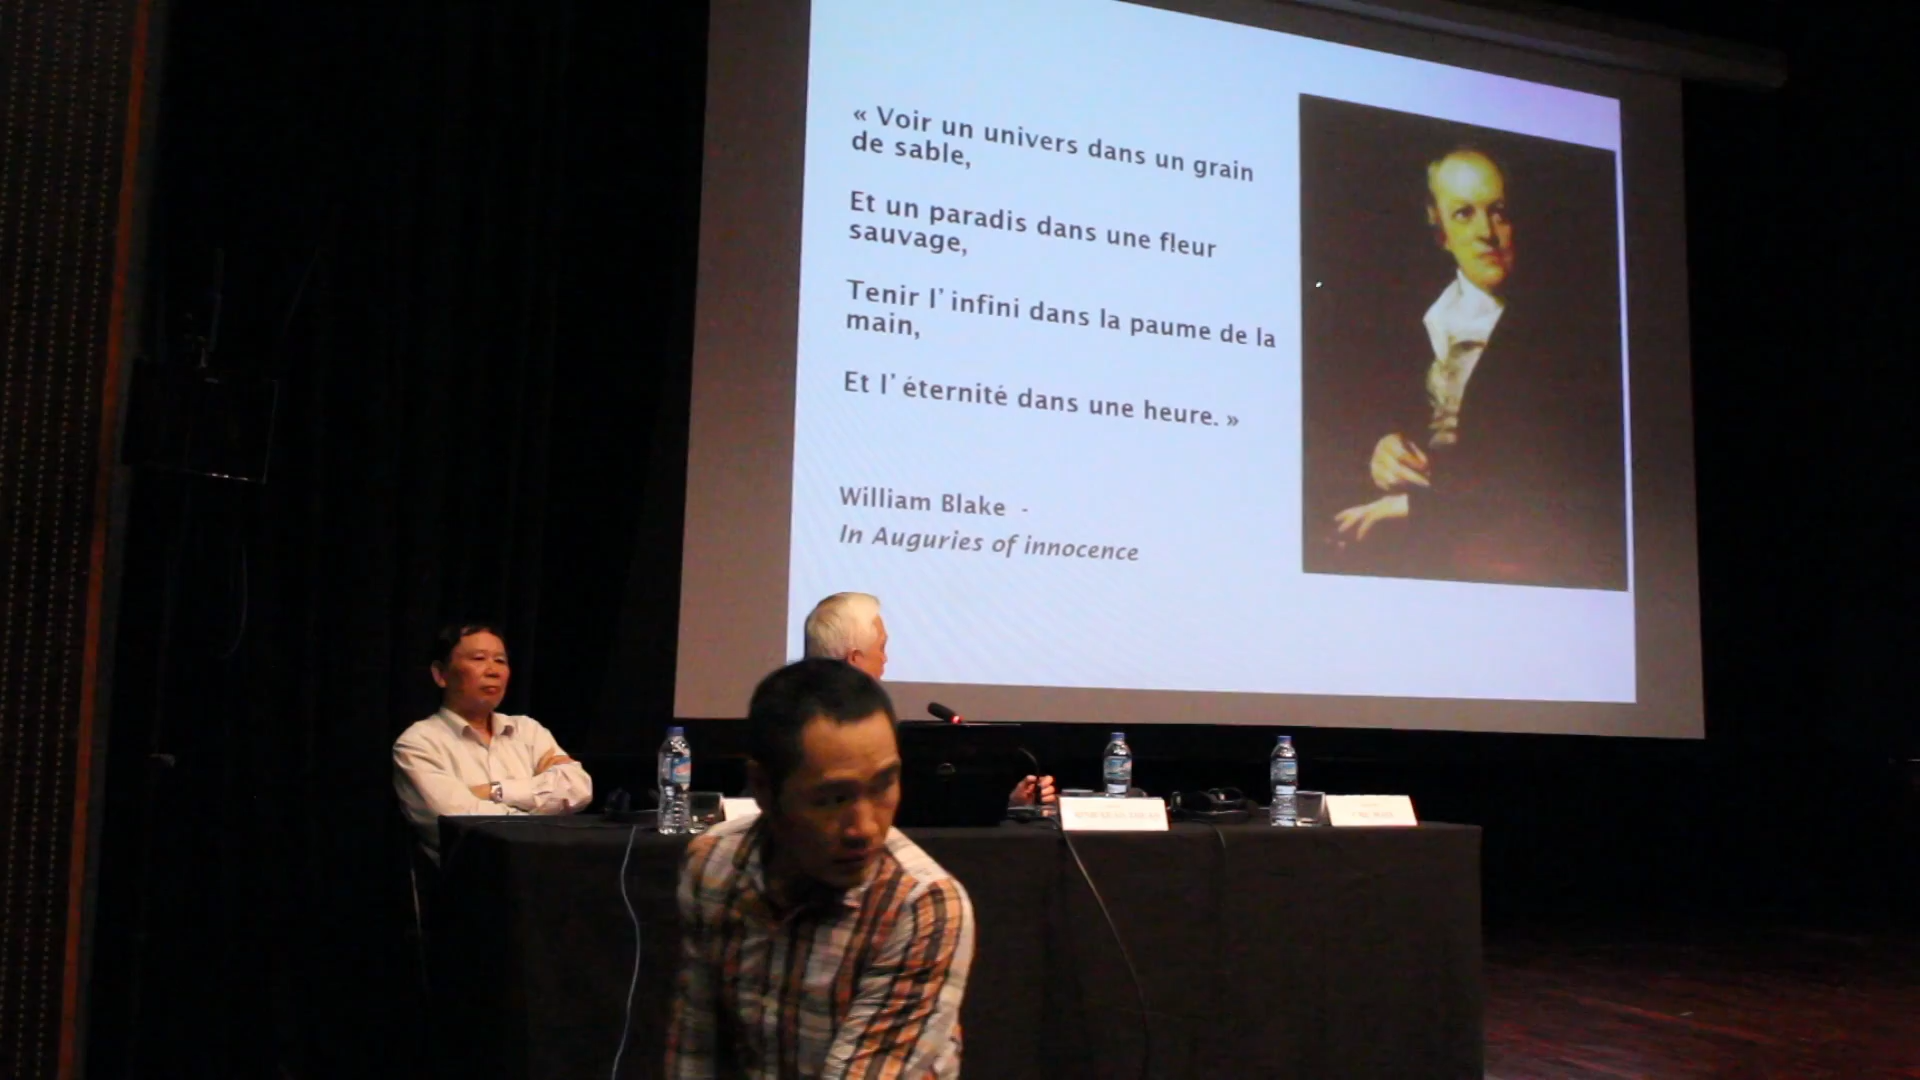 « Voir un univers dans un grain
de sable,
Et un paradis dans une fleur
sauvage,
Tenir l'infini dans la paume de la
main,
Et l'éternité dans une heure. »
William Blake -
In Auguries of innocence